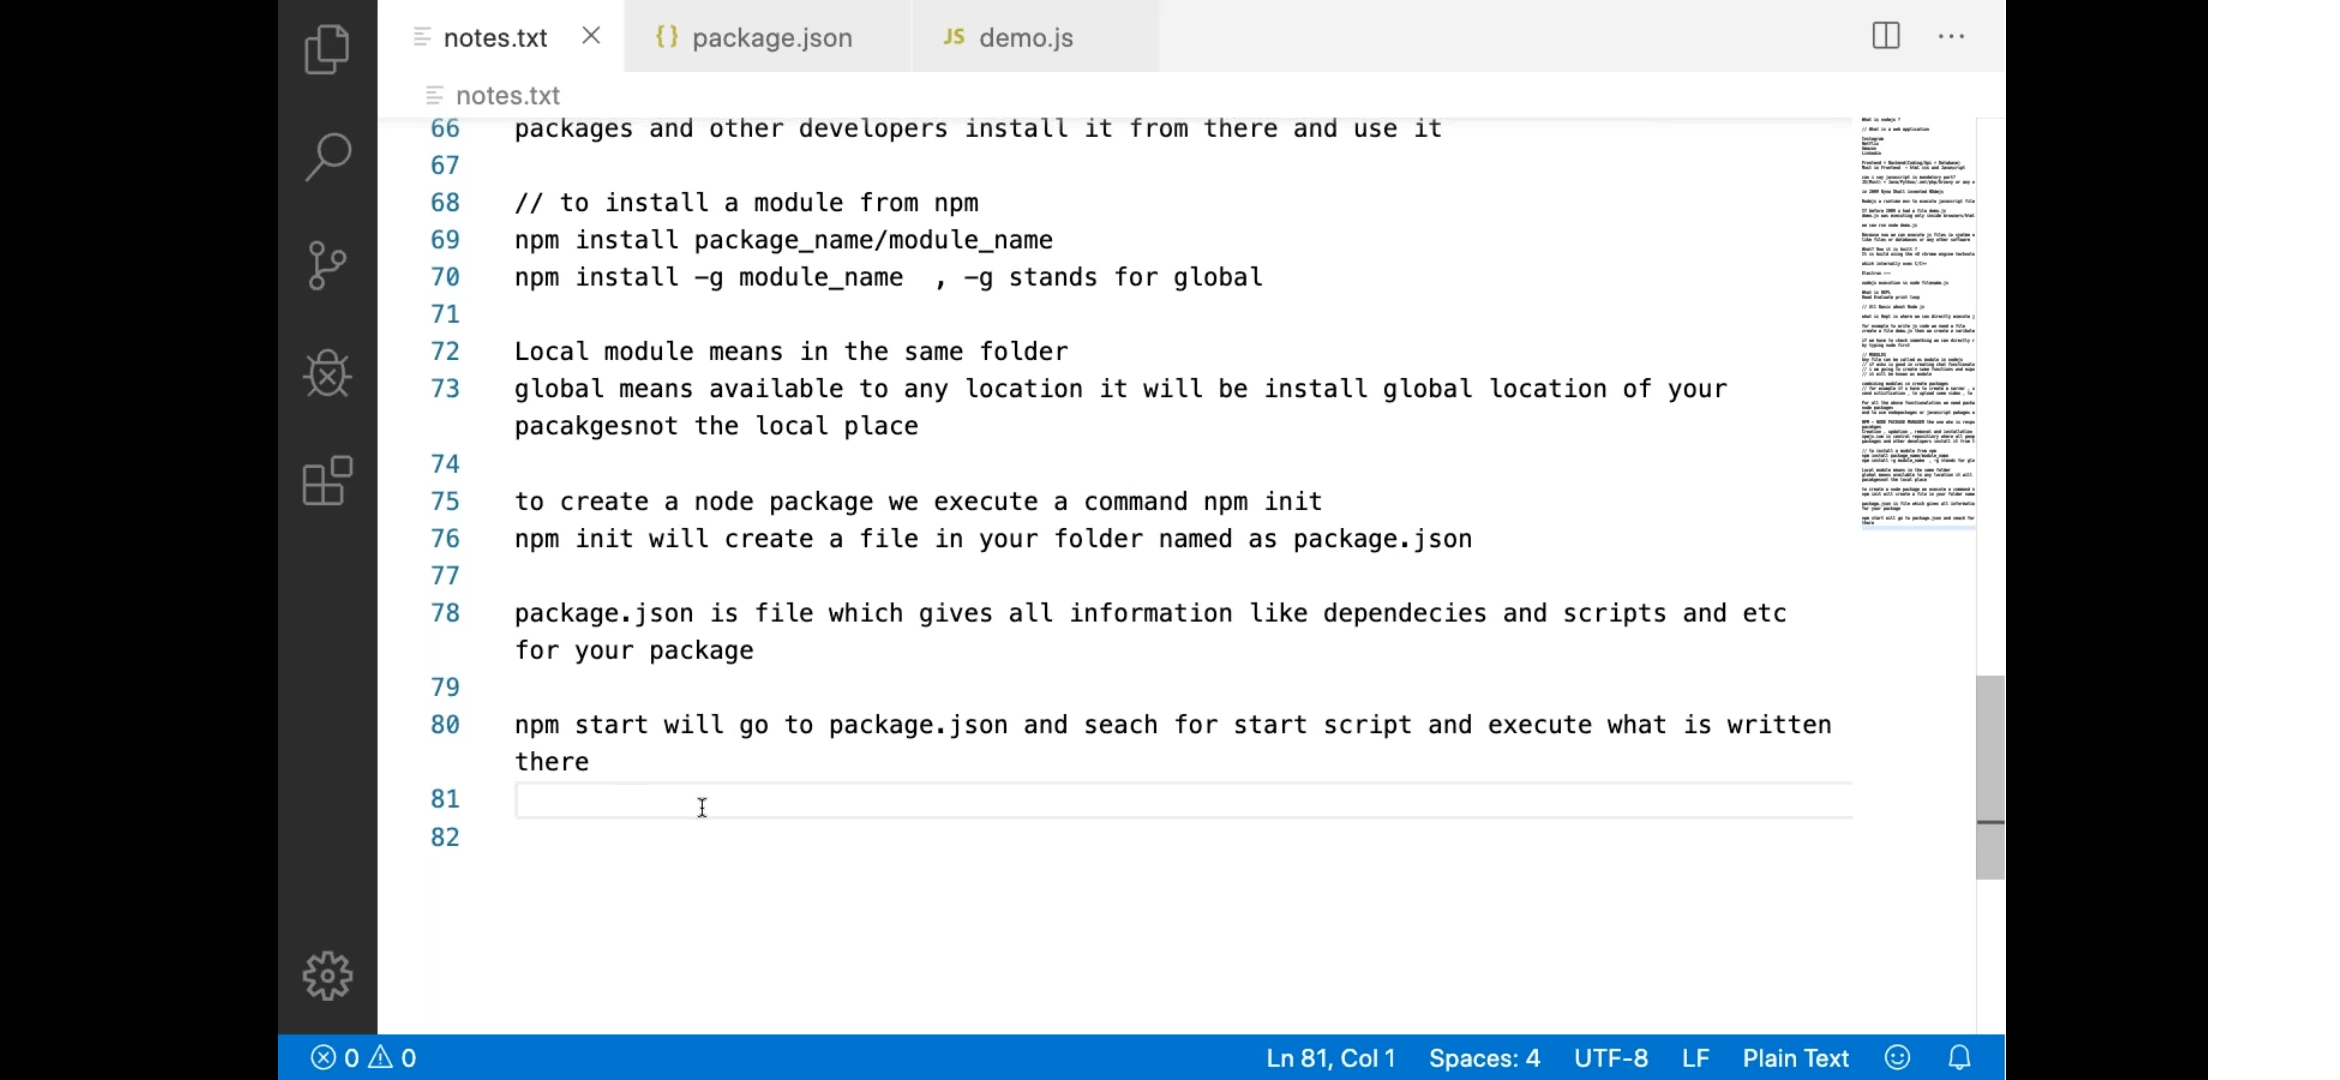 notes.txt
{} package.json
JS demo.js
notes.txt
66 packages and other developers install it from there and use it
67
68 // to install a module from npm
69 npm install package_name/module_name
70 npm install -g module_name  , -g stands for global
71
72 Local module means in the same folder
73 global means available to any location it will be install global location of your
pacakgesnot the local place
74
75 to create a node package we execute a command npm init
76 npm init will create a file in your folder named as package.json
77
78 package.json is file which gives all information like dependecies and scripts and etc
for your package
79
80 npm start will go to package.json and seach for start script and execute what is written
there
81
82
0 0 Ln 81, Col 1 Spaces: 4 UTF-8 LF Plain Text